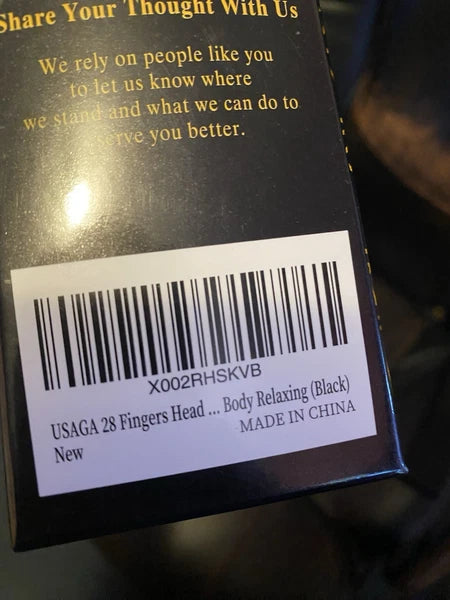 Share Your Thought With Us
We rely on people like you
to let us know where
we stand and what we can do to
serve you better.
X002RHSKVB
USAGA 28 Fingers Head ... Body Relaxing (Black)
New
MADE IN CHINA